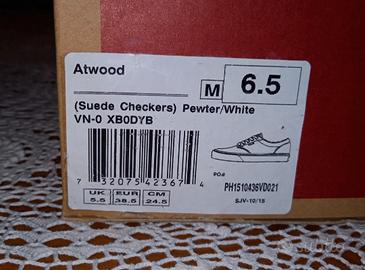 Atwood
M 6.5
(Suede Checkers) Pewter/White
VN-0 XB0DYB
7 32075 42367 4
PO#
UK EUR CM
5.5 38.5 24.5
PH1510436VD021
SJV-10/15
Subito